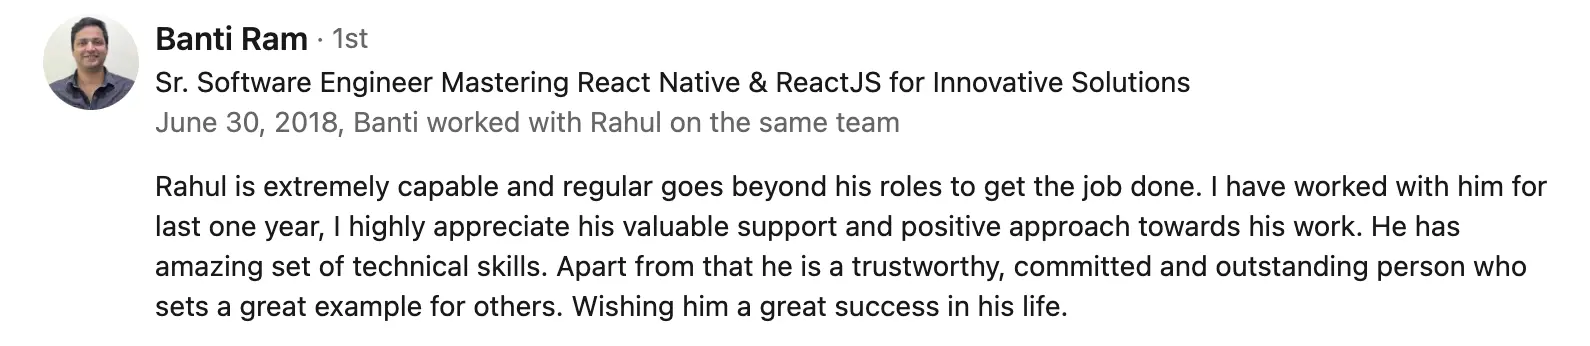 Banti Ram · 1st
Sr. Software Engineer Mastering React Native & ReactJS for Innovative Solutions
June 30, 2018, Banti worked with Rahul on the same team
Rahul is extremely capable and regular goes beyond his roles to get the job done. I have worked with him for
last one year, I highly appreciate his valuable support and positive approach towards his work. He has
amazing set of technical skills. Apart from that he is a trustworthy, committed and outstanding person who
sets a great example for others. Wishing him a great success in his life.